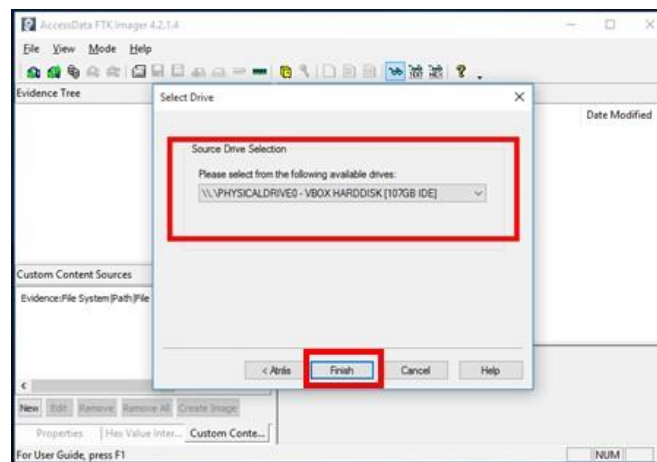 AccessData FTK Imager 4.2.1.4
File View Mode Help
Evidence Tree
Select Drive
Date Modified
Source Drive Selection
Please select from the following available drives:
\\.\PHYSICALDRIVE0 - VBOX HARDDISK [107GB IDE]
Custom Content Sources
Evidence:File System|Path|File
< Atrás Finish Cancel Help
New Edit Remove Remove All Create Image
Properties Hex Value Inter... Custom Conte...
For User Guide, press F1
NUM